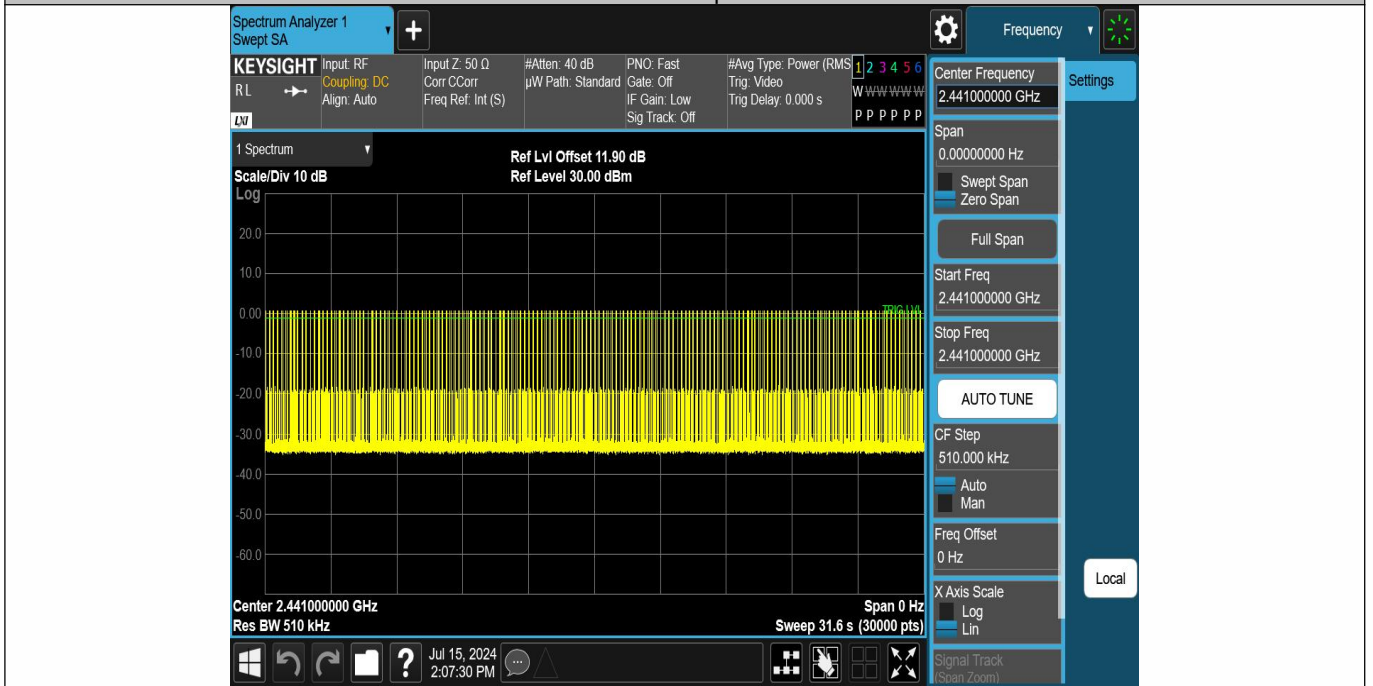 Spectrum Analyzer 1
Swept SA
+
Frequency
KEYSIGHT
RL
LXI
Input: RF
Coupling: DC
Align: Auto
Input Z: 50 Ω
Corr CCorr
Freq Ref: Int (S)
#Atten: 40 dB
µW Path: Standard
PNO: Fast
Gate: Off
IF Gain: Low
Sig Track: Off
#Avg Type: Power (RMS
Trig: Video
Trig Delay: 0.000 s
1 2 3 4 5 6
W W W W W W
P P P P P P
1 Spectrum
Scale/Div 10 dB
Ref Lvl Offset 11.90 dB
Ref Level 30.00 dBm
Log
20.0
10.0
0.00
-10.0
-20.0
-30.0
-40.0
-50.0
-60.0
TRIG LVL
Center 2.441000000 GHz
Res BW 510 kHz
Span 0 Hz
Sweep 31.6 s (30000 pts)
?
Jul 15, 2024
2:07:30 PM
Center Frequency
2.441000000 GHz
Settings
Span
0.00000000 Hz
Swept Span
Zero Span
Full Span
Start Freq
2.441000000 GHz
Stop Freq
2.441000000 GHz
AUTO TUNE
CF Step
510.000 kHz
Auto
Man
Freq Offset
0 Hz
X Axis Scale
Log
Lin
Signal Track
(Span Zoom)
Local